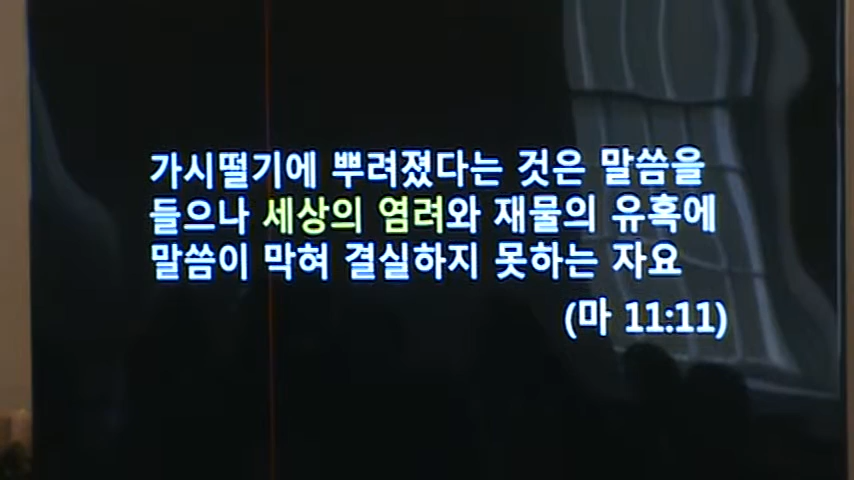 가시떨기에 뿌려졌다는 것은 말씀을
들으나 세상의 염려와 재물의 유혹에
말씀이 막혀 결실하지 못하는 자요
(마 11:11)